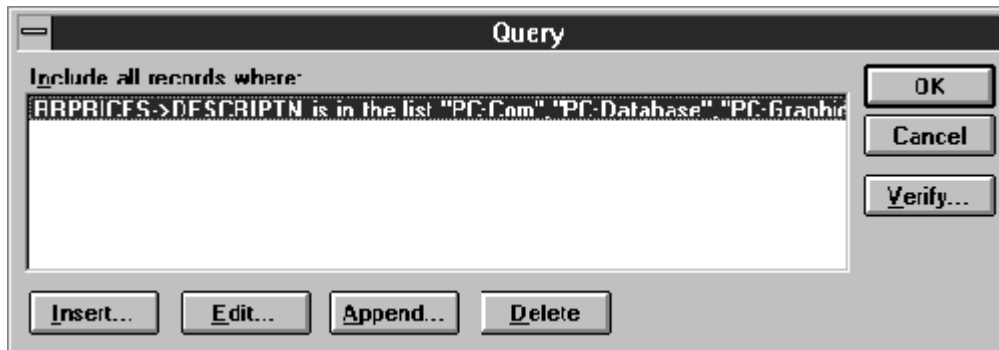 Query
Include all records where:
ARPRICES->DESCRIPTN is in the list "PC-Com","PC-Database", "PC-Graphic
OK
Cancel
Verify...
Insert... Edit... Append... Delete